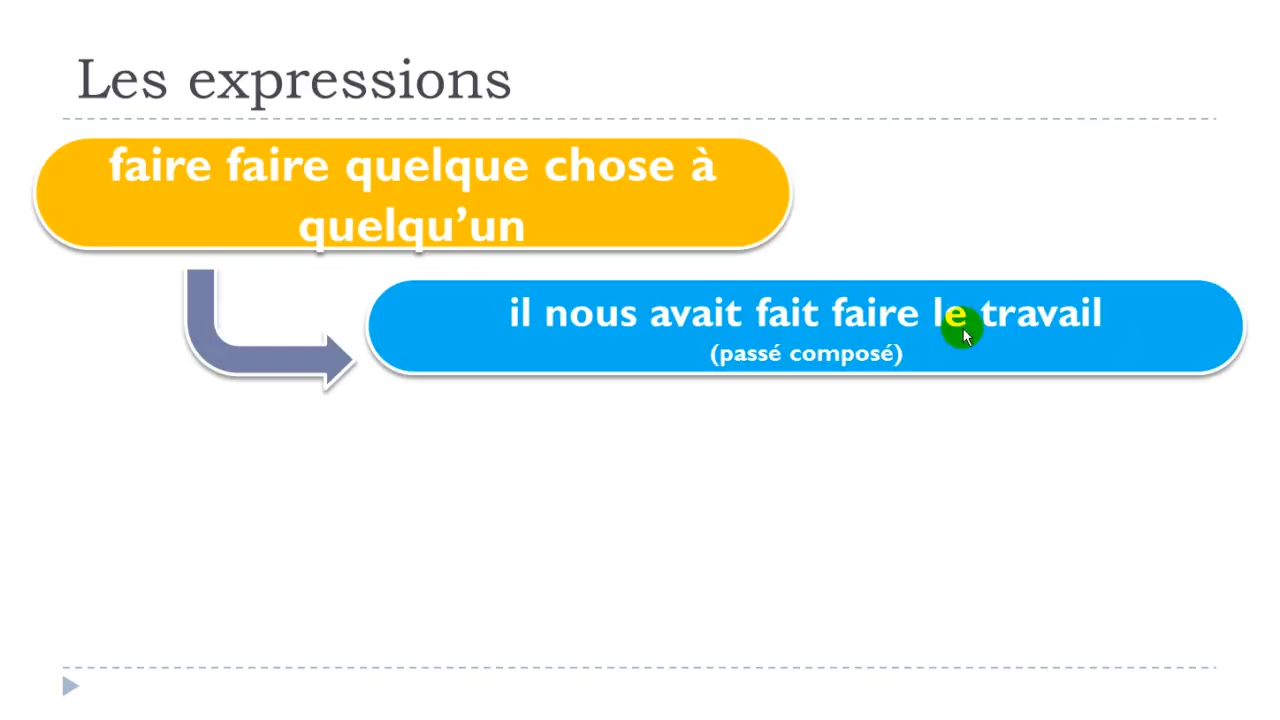 Les expressions
faire faire quelque chose à
quelqu’un
il nous avait fait faire le travail
(passé composé)